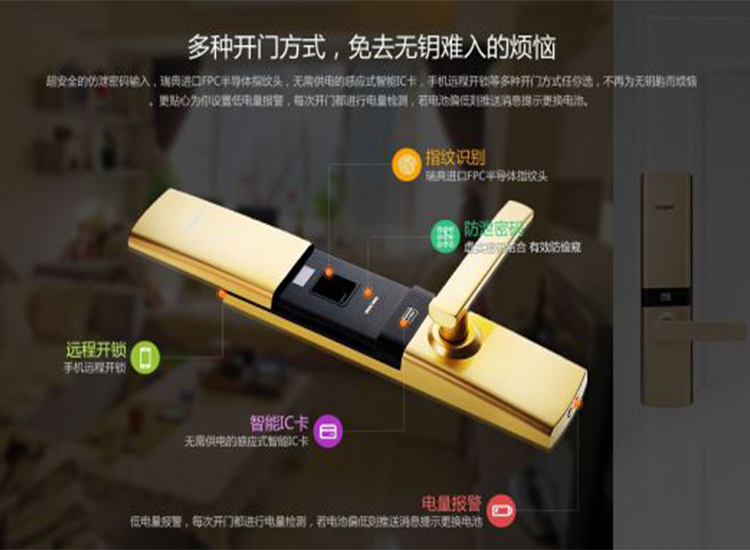 多种开门方式，免去无钥难入的烦恼
超安全的仿泄密码输入，瑞典进口FPC半导体指纹头，无需供电的感应式智能IC卡，手机远程开锁等多种开门方式任你选，不再为无钥匙而烦恼
。更贴心为你设置低电量报警，每次开门都进行电量检测，若电池偏低则推送消息提示更换电池。
指纹识别
瑞典进口FPC半导体指纹头
防泄密码
虚实密码结合 有效防偷窥
远程开锁
手机远程开锁
智能IC卡
无需供电的感应式智能IC卡
电量报警
低电量报警，每次开门都进行电量检测，若电池偏低则推送消息提示更换电池